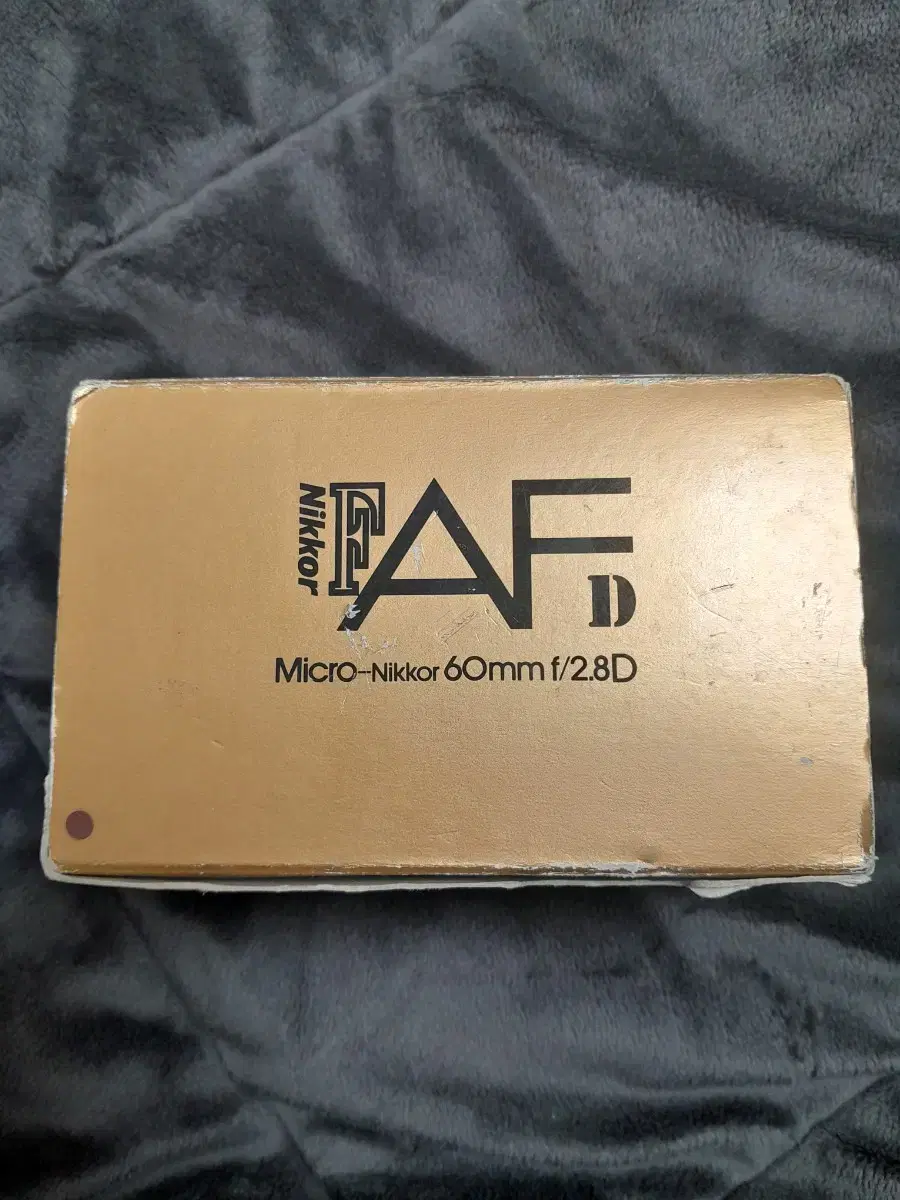 Nikkor
AF
D
Micro-Nikkor 60mm f/2.8D